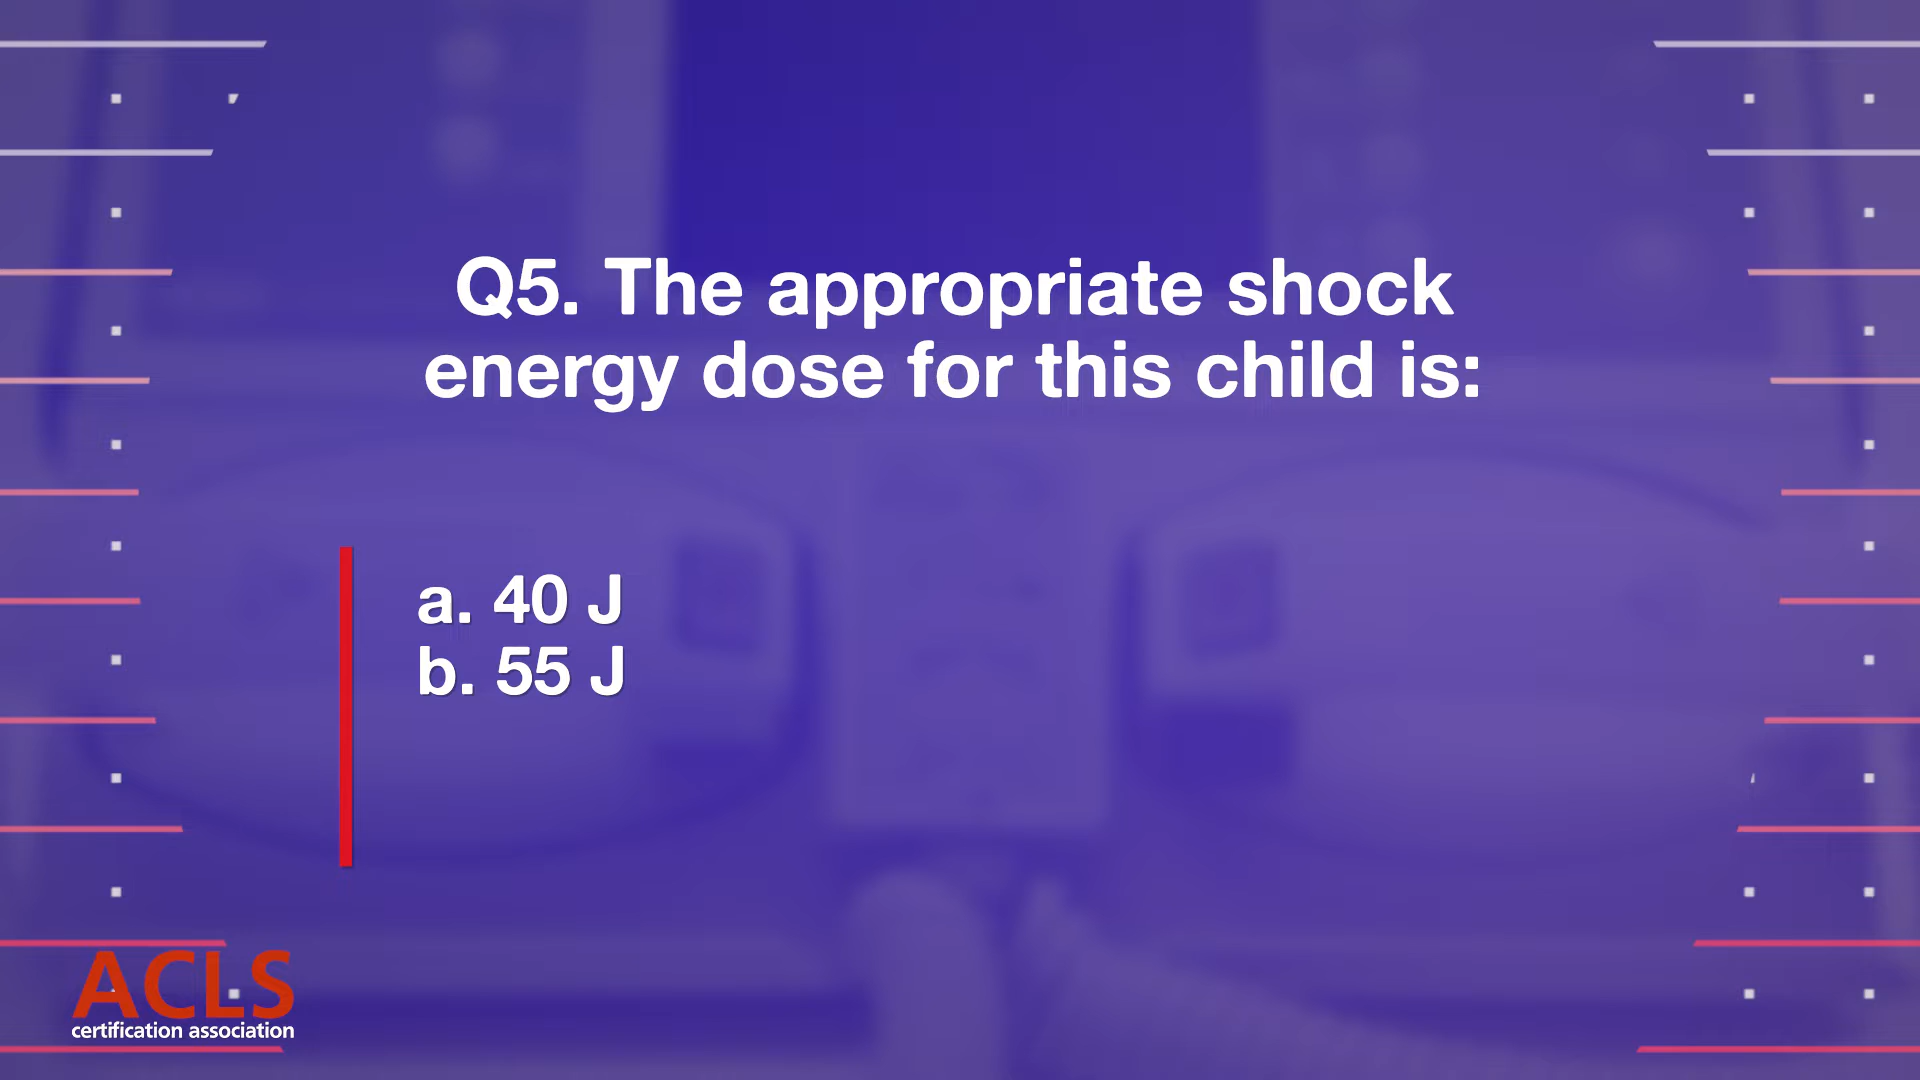 Q5. The appropriate shock
energy dose for this child is:
a. 40 J
b. 55 J
ACLS
certification association